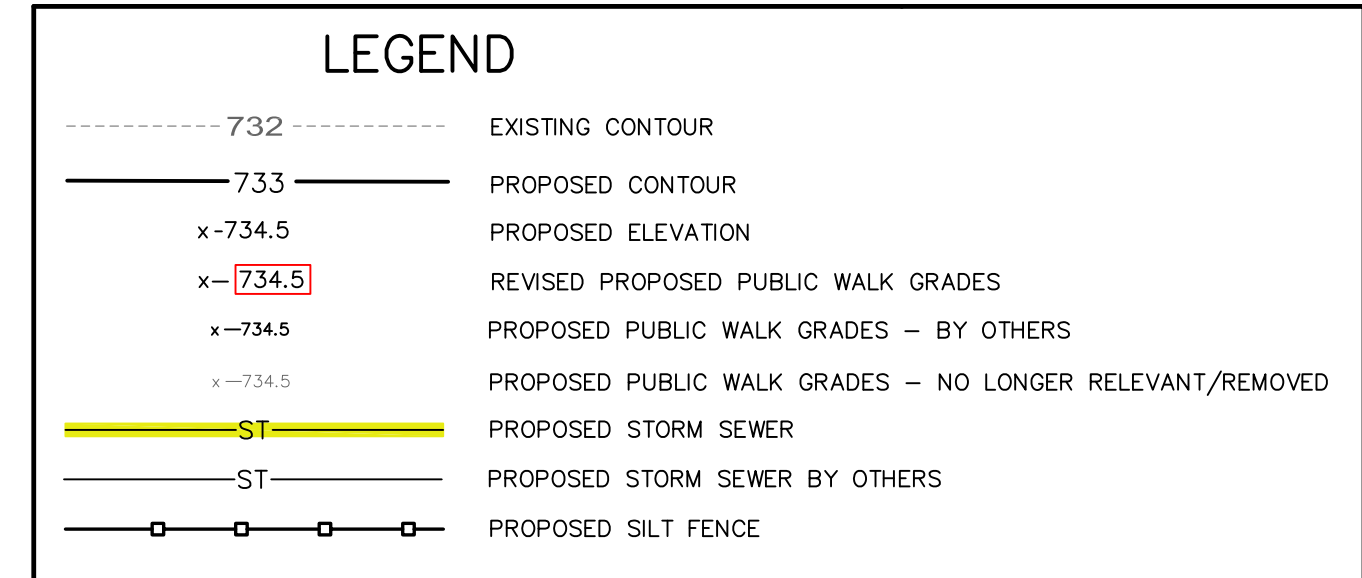 LEGEND
732 EXISTING CONTOUR
733 PROPOSED CONTOUR
x-734.5 PROPOSED ELEVATION
x—734.5 REVISED PROPOSED PUBLIC WALK GRADES
x—734.5 PROPOSED PUBLIC WALK GRADES – BY OTHERS
x—734.5 PROPOSED PUBLIC WALK GRADES – NO LONGER RELEVANT/REMOVED
ST PROPOSED STORM SEWER
ST PROPOSED STORM SEWER BY OTHERS
PROPOSED SILT FENCE